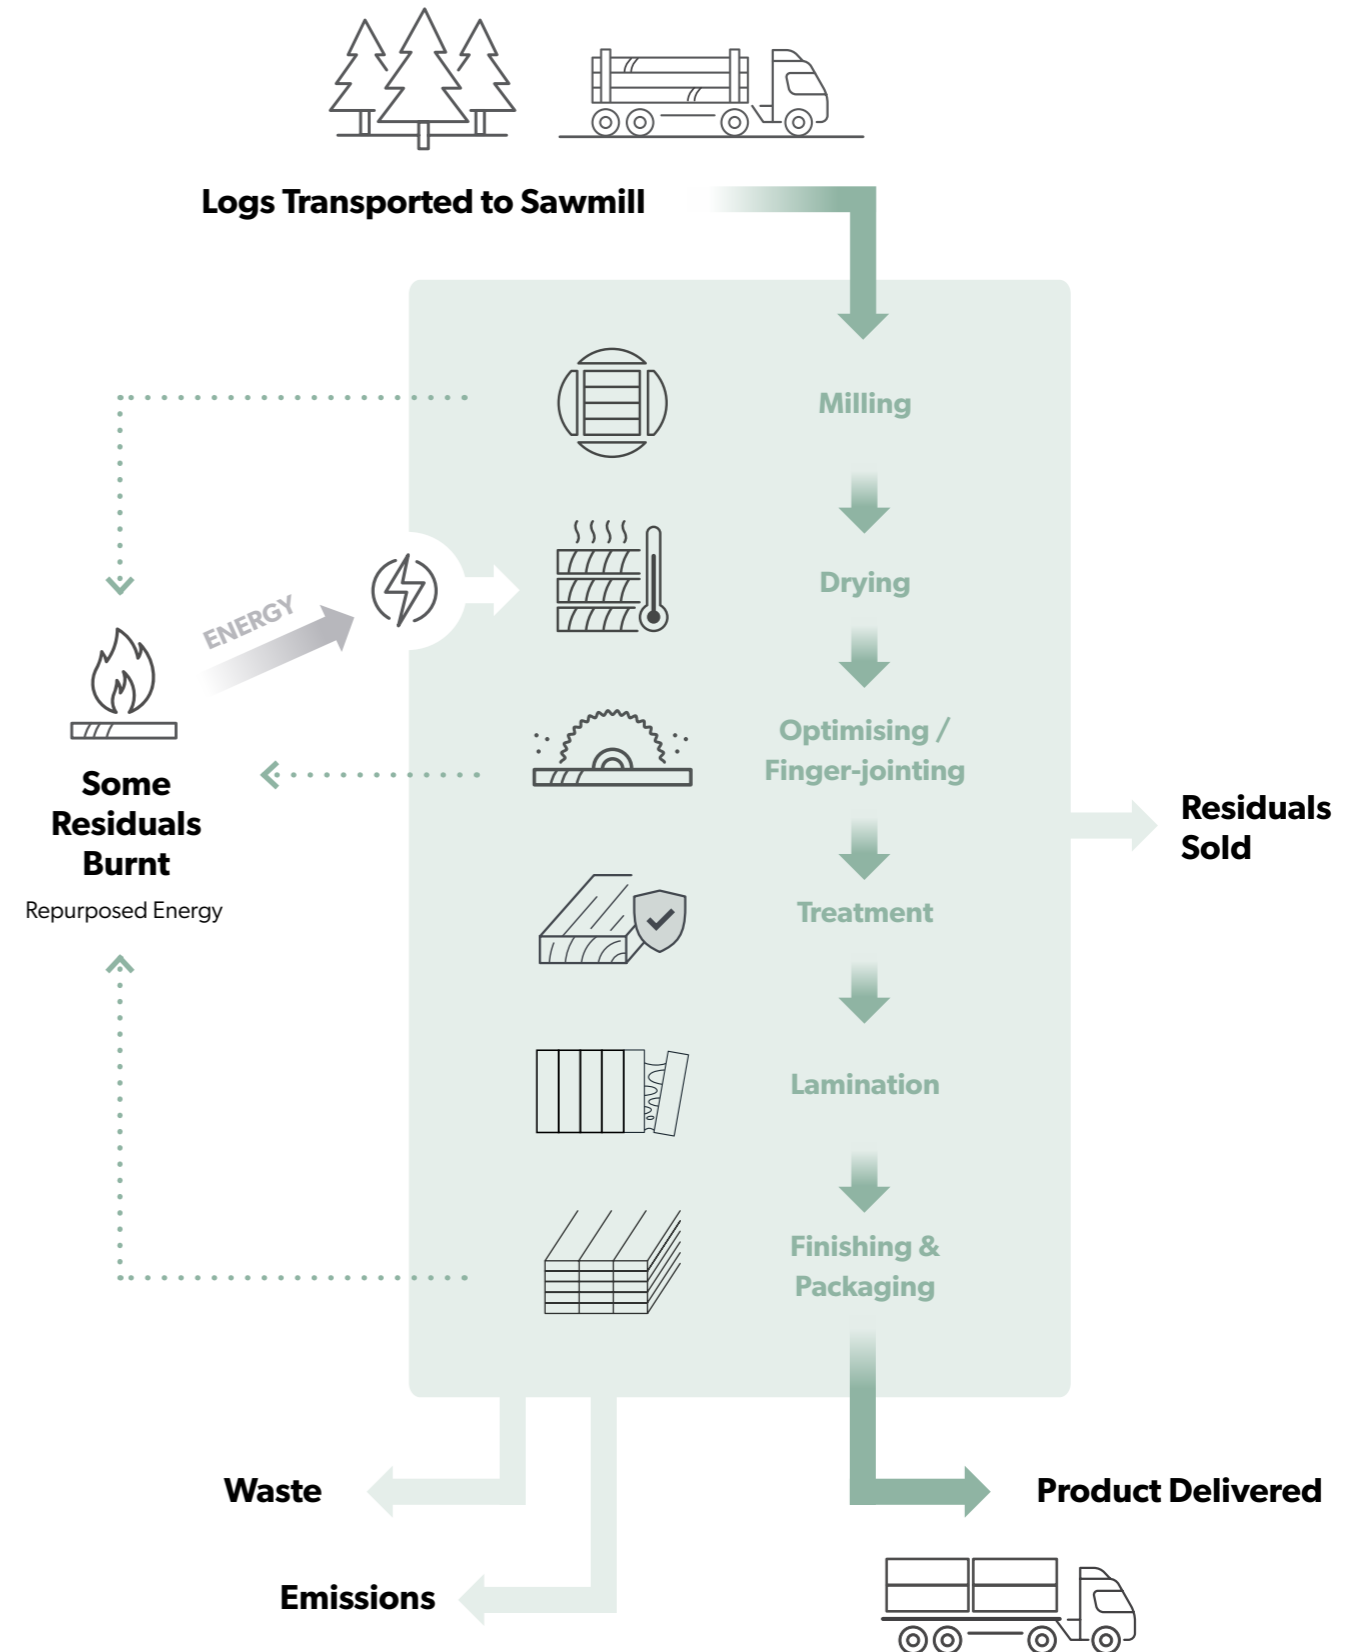 Logs Transported to Sawmill
Milling
Drying
ENERGY
Optimising /
Finger-jointing
Some
Residuals
Burnt
Repurposed Energy
Residuals
Sold
Treatment
Lamination
Finishing &
Packaging
Waste
Product Delivered
Emissions